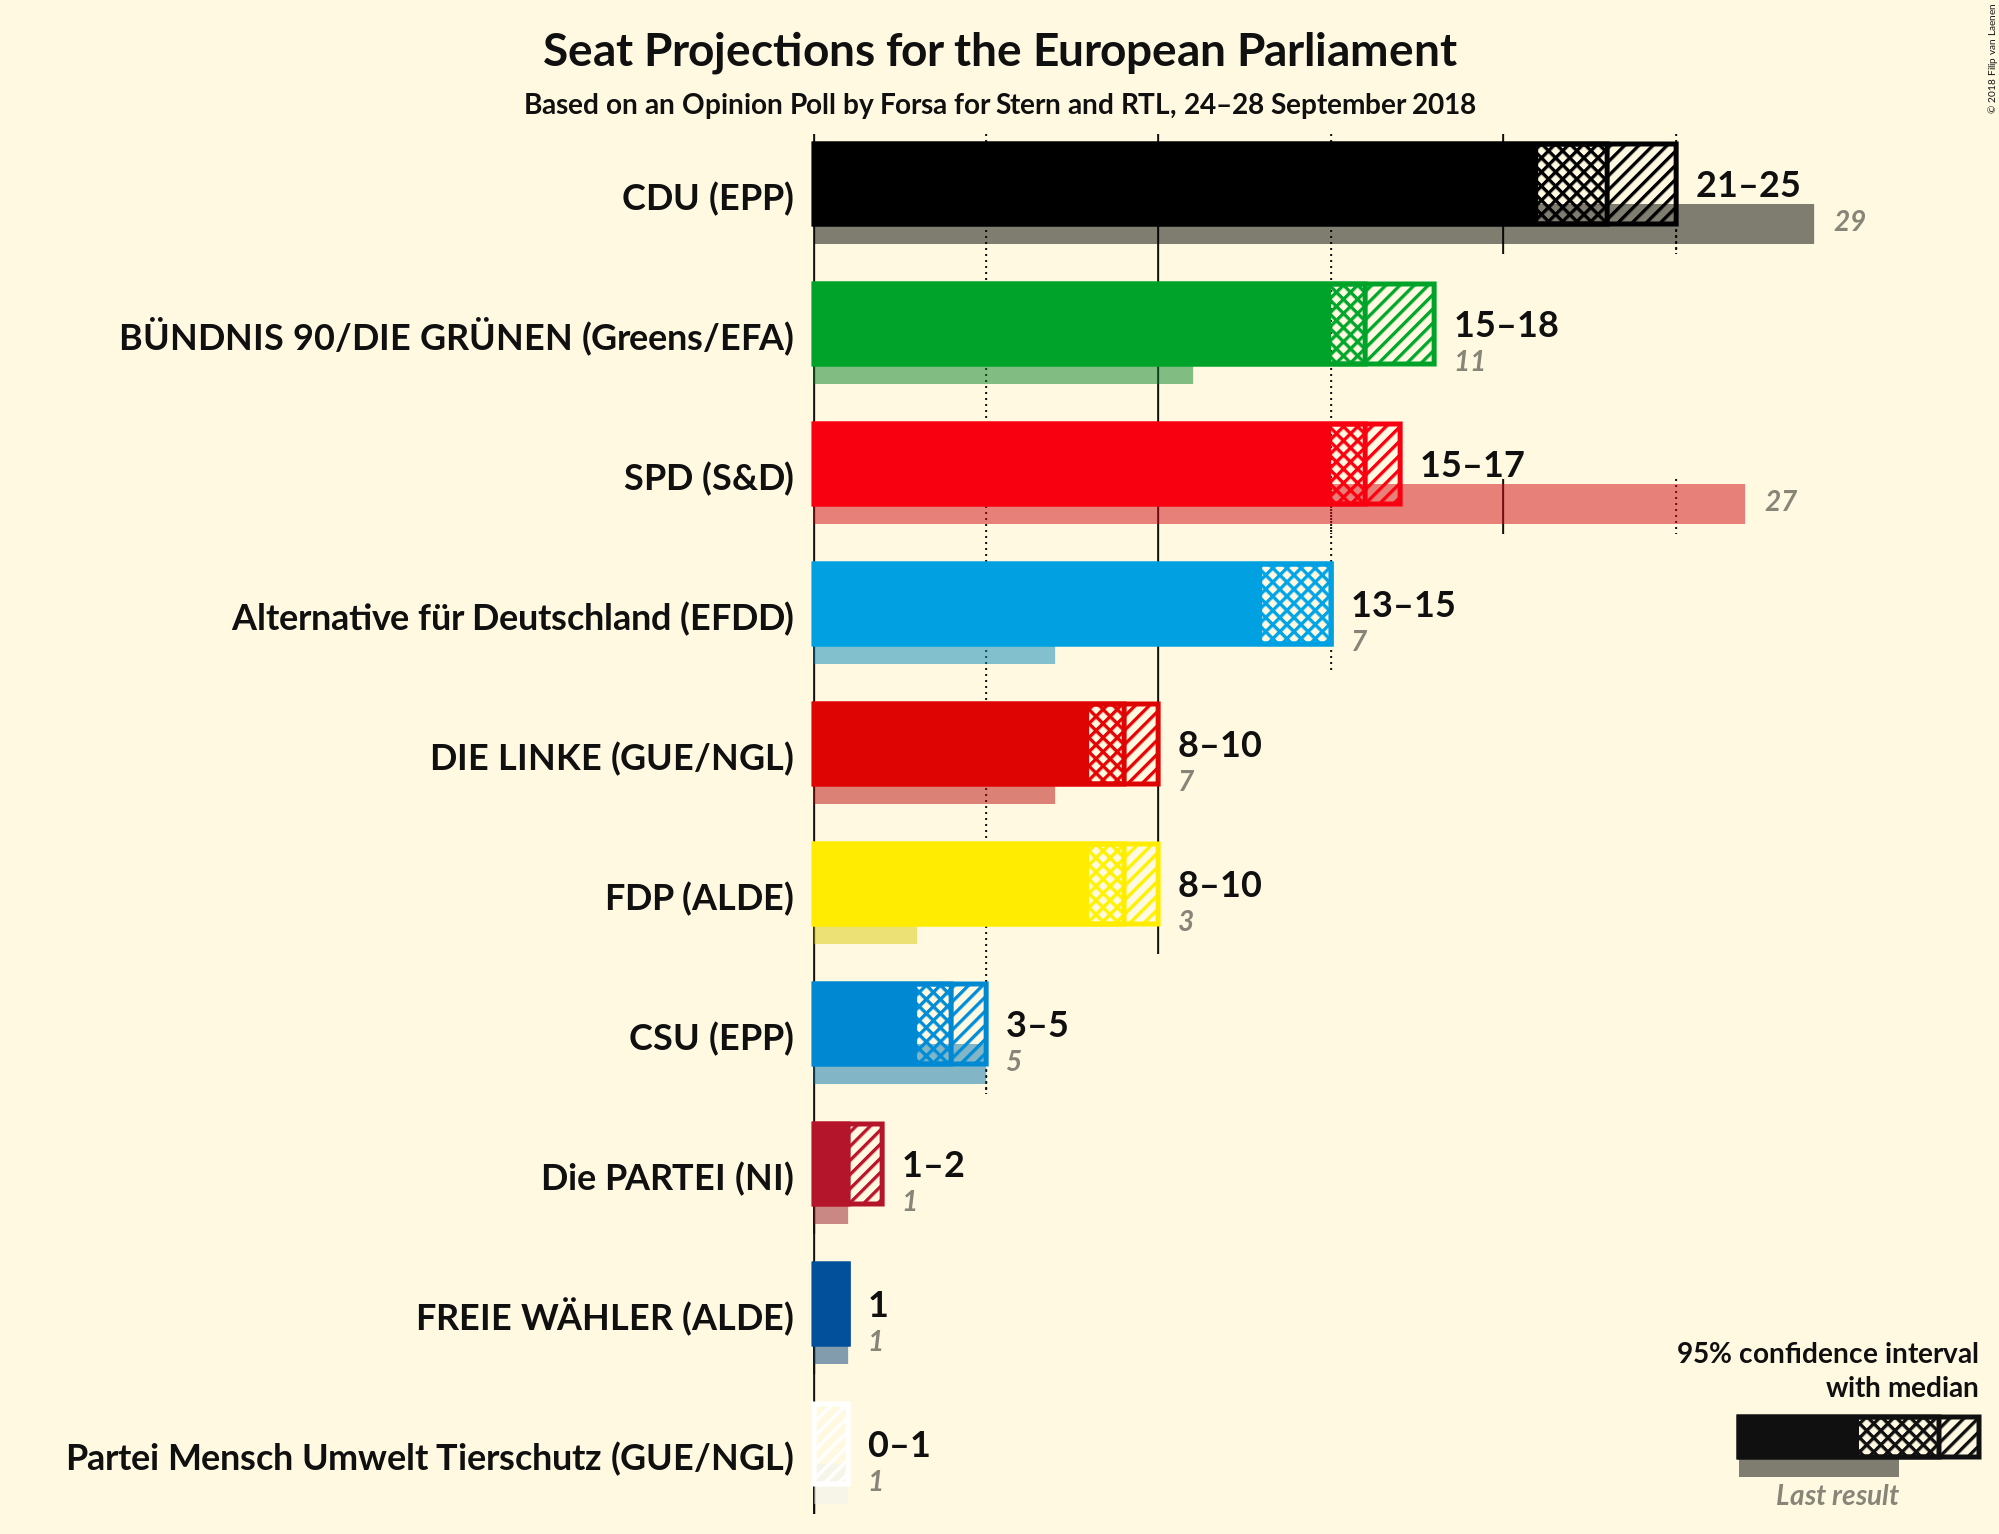 Seat Projections for the European Parliament
Based on an Opinion Poll by Forsa for Stern and RTL, 24–28 September 2018
© 2018 Filip van Laenen
CDU (EPP)
21–25
29
BÜNDNIS 90/DIE GRÜNEN (Greens/EFA)
15–18
11
SPD (S&D)
15–17
27
Alternative für Deutschland (EFDD)
13–15
7
DIE LINKE (GUE/NGL)
8–10
7
FDP (ALDE)
8–10
3
CSU (EPP)
3–5
5
Die PARTEI (NI)
1–2
1
FREIE WÄHLER (ALDE)
1
1
Partei Mensch Umwelt Tierschutz (GUE/NGL)
0–1
1
95% confidence interval
with median
Last result